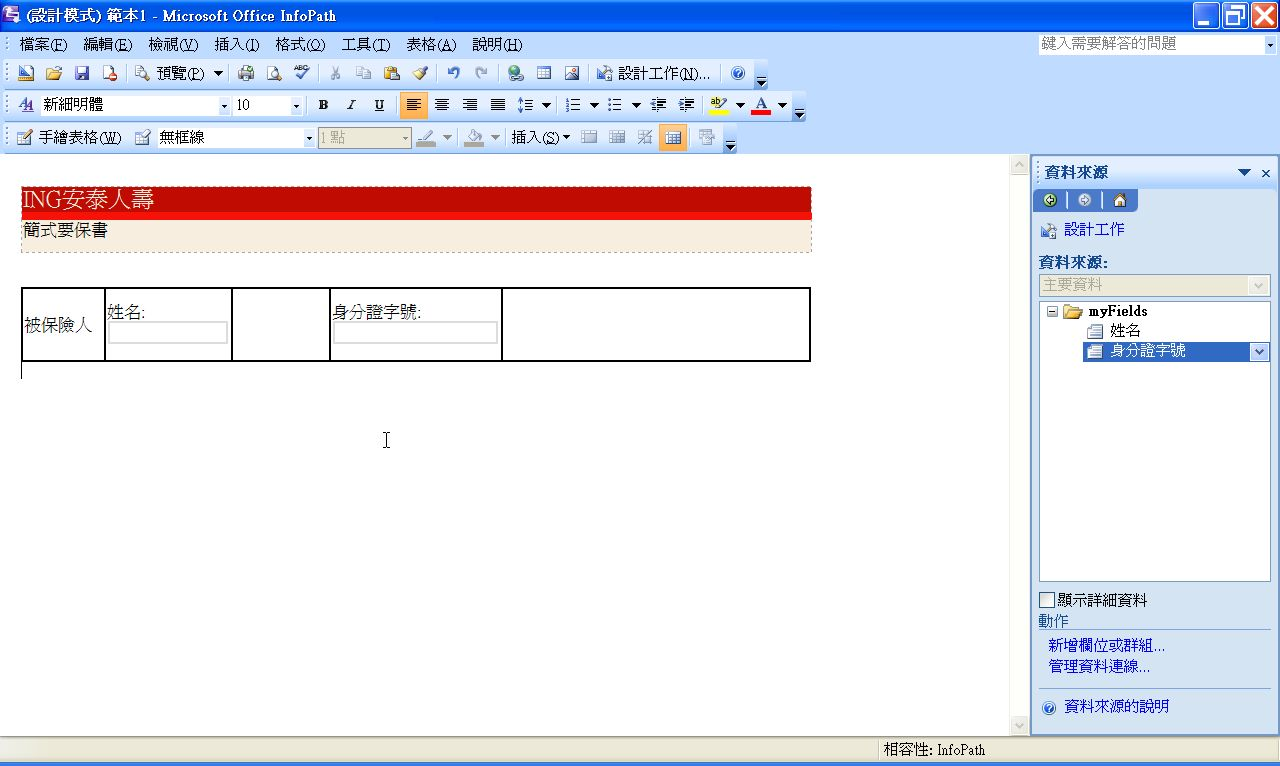 (設計模式) 範本1 - Microsoft Office InfoPath
檔案(F) 編輯(E) 檢視(V) 插入(I) 格式(O) 工具(T) 表格(A) 說明(H) 鍵入需要解答的問題
預覽(P) 設計工作(N)...
新細明體 10 B I U
手繪表格(W) 無框線 1 點 插入(S)
ING安泰人壽
簡式要保書
被保險人 姓名: 身分證字號:
資料來源
設計工作
資料來源:
主要資料
myFields
姓名
身分證字號
顯示詳細資料
動作
新增欄位或群組...
管理資料連線...
資料來源的說明
相容性: InfoPath